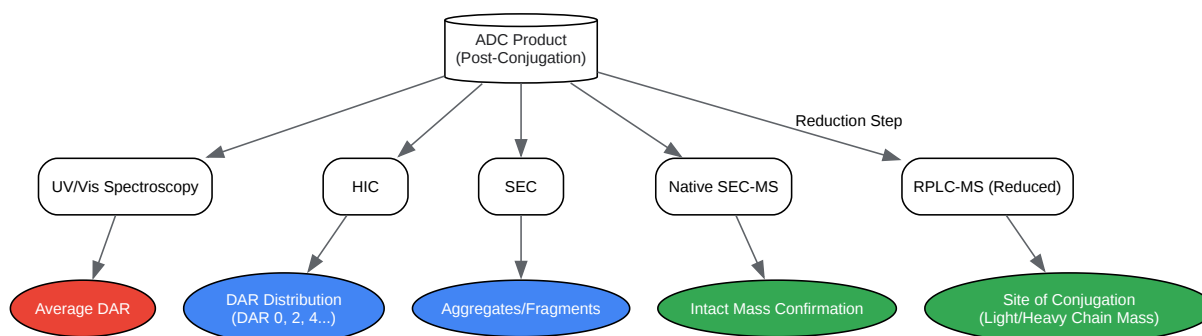 ADC Product
(Post-Conjugation)
Reduction Step
UV/Vis Spectroscopy
HIC
SEC
Native SEC-MS
RPLC-MS (Reduced)
Average DAR
DAR Distribution
(DAR 0, 2, 4...)
Aggregates/Fragments
Intact Mass Confirmation
Site of Conjugation
(Light/Heavy Chain Mass)